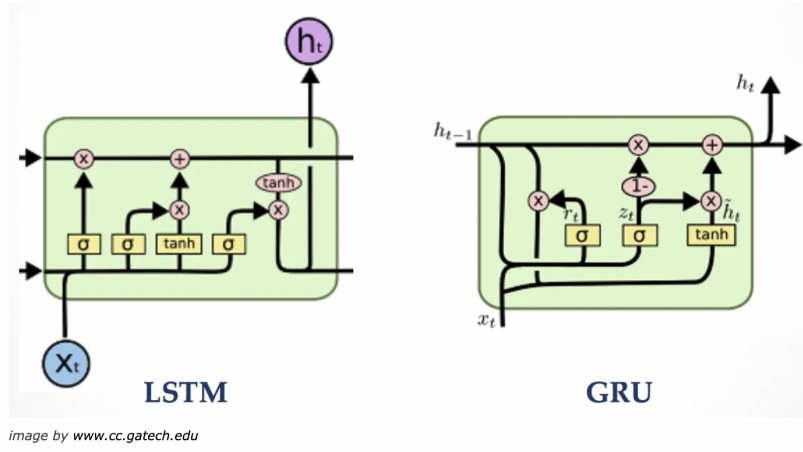 hₜ
x + tanh x x
σ σ tanh σ
Xₜ
LSTM
hₜ
hₜ₋₁ x +
1-
x rₜ zₜ x h̃ₜ
σ σ tanh
xₜ
GRU
image by www.cc.gatech.edu